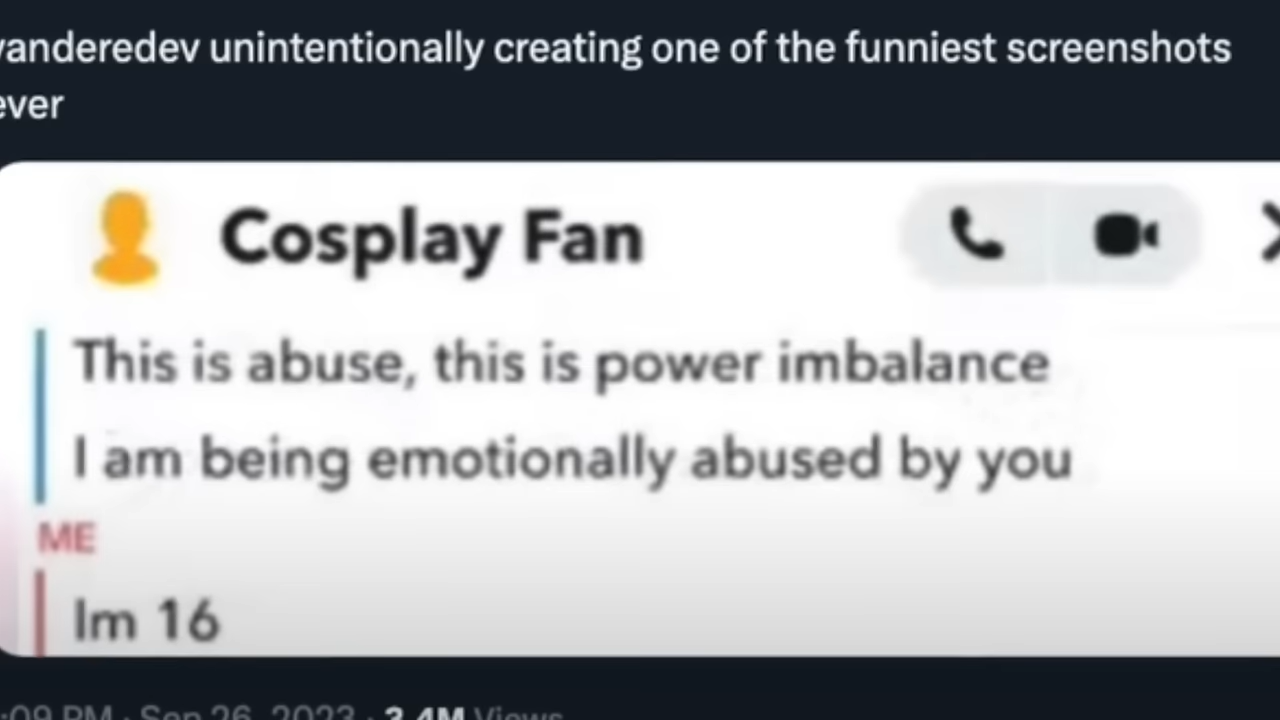 yanderedev unintentionally creating one of the funniest screenshots
ever
Cosplay Fan
This is abuse, this is power imbalance
I am being emotionally abused by you
ME
Im 16
:09 PM · Sep 26, 2023 · 3.4M Views